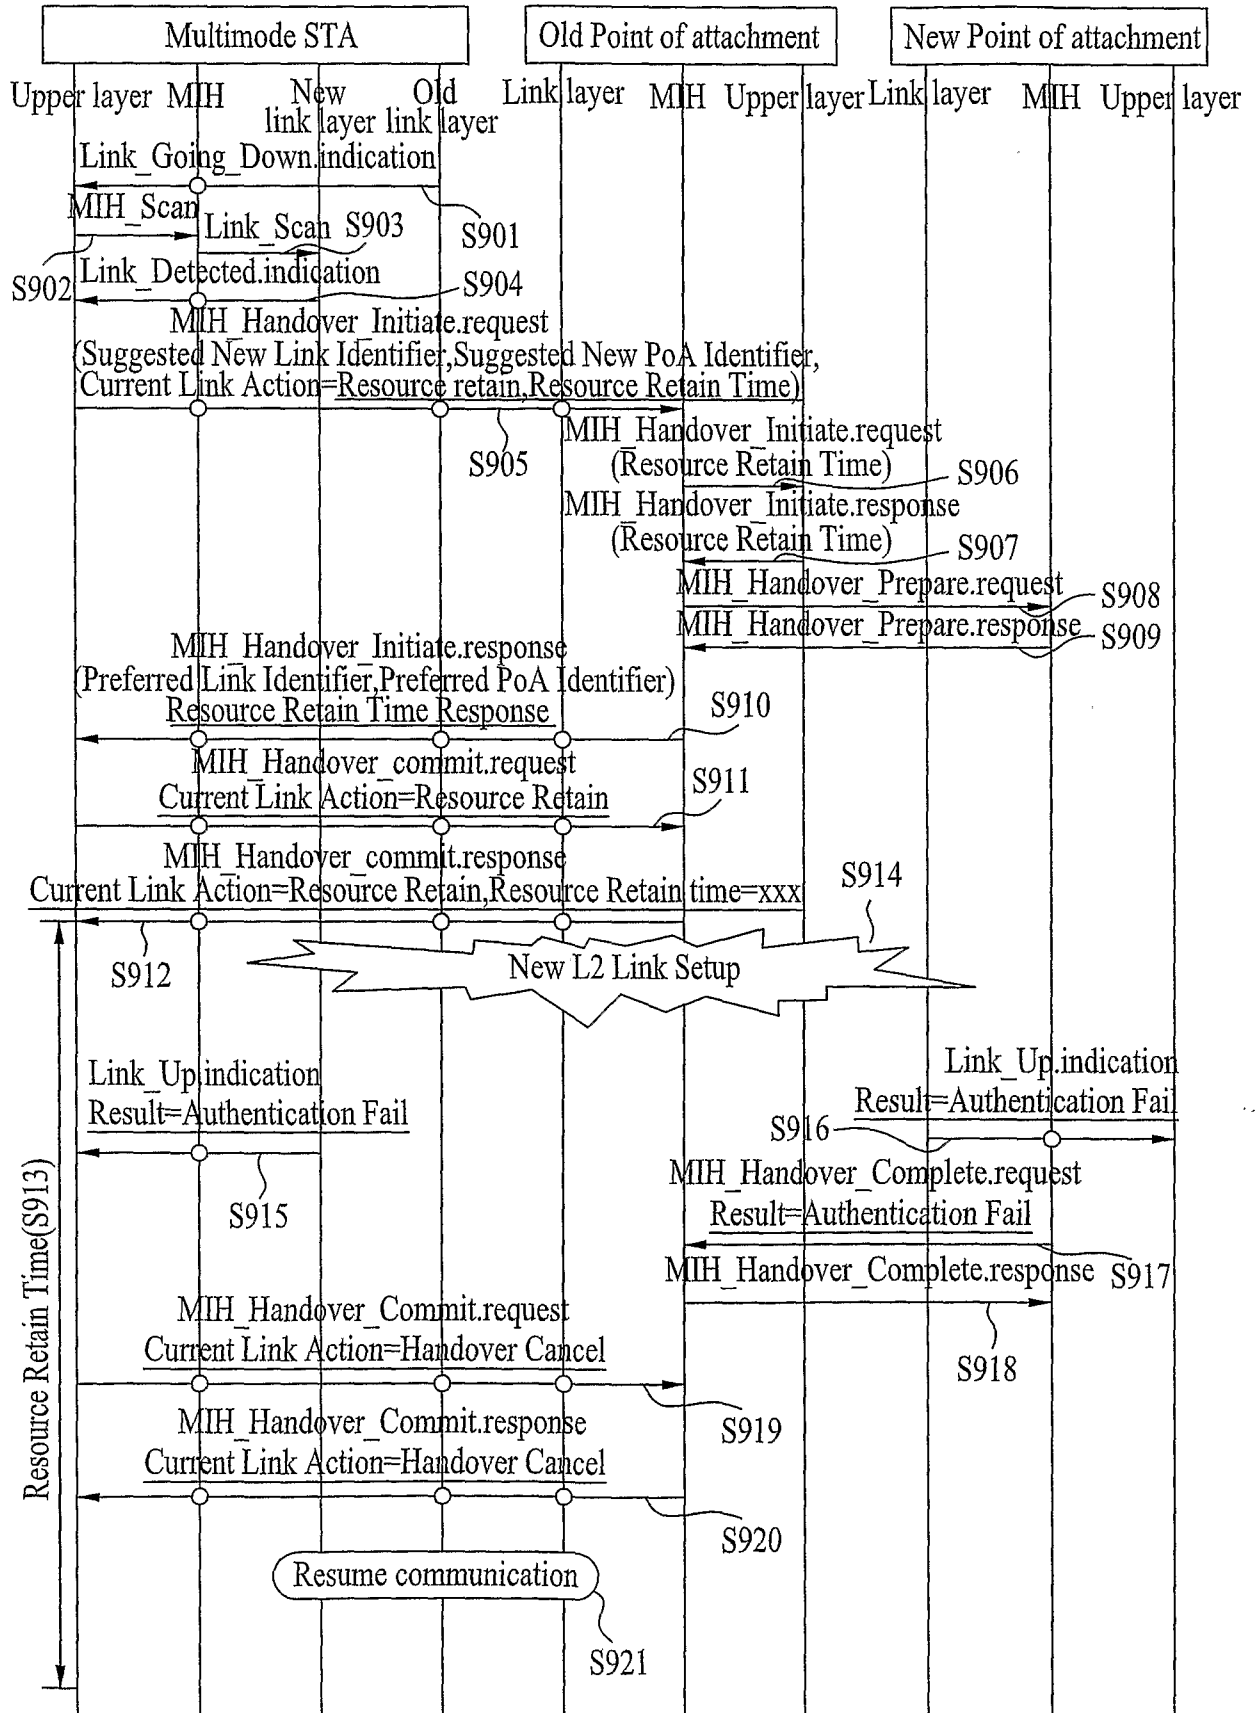 Multimode STA
Old Point of attachment
New Point of attachment
Upper layer
MIH
New
link layer
Old
link layer
Link layer
MIH
Upper layer
Link layer
MIH
Upper layer
Link_Going_Down.indication
S901
MIH_Scan
S902
Link_Scan
S903
Link_Detected.indication
S904
MIH_Handover_Initiate.request
(Suggested New Link Identifier,Suggested New PoA Identifier,
Current Link Action=Resource retain,Resource Retain Time)
S905
MIH_Handover_Initiate.request
(Resource Retain Time)
S906
MIH_Handover_Initiate.response
(Resource Retain Time)
S907
MIH_Handover_Prepare.request
S908
MIH_Handover_Prepare.response
S909
MIH_Handover_Initiate.response
(Preferred Link Identifier,Preferred PoA Identifier)
Resource Retain Time Response
S910
MIH_Handover_commit.request
Current Link Action=Resource Retain
S911
MIH_Handover_commit.response
Current Link Action=Resource Retain,Resource Retain time=xxx
S912
S914
New L2 Link Setup
Link_Up.indication
Result=Authentication Fail
S915
Link_Up.indication
Result=Authentication Fail
S916
MIH_Handover_Complete.request
Result=Authentication Fail
S917
MIH_Handover_Complete.response
S918
Resource Retain Time(S913)
MIH_Handover_Commit.request
Current Link Action=Handover Cancel
S919
MIH_Handover_Commit.response
Current Link Action=Handover Cancel
S920
Resume communication
S921